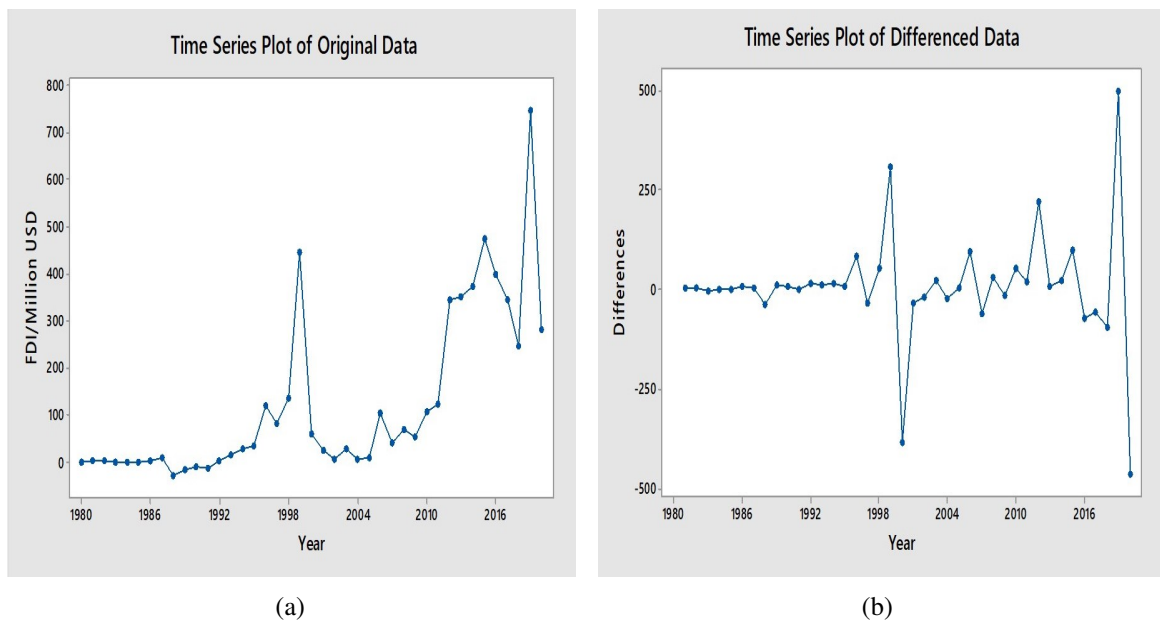 Time Series Plot of Original Data
800
700
600
500
400
300
200
100
0
FDI/Million USD
1980 1986 1992 1998 2004 2010 2016
Year
(a)
Time Series Plot of Differenced Data
500
250
0
-250
-500
Differences
1980 1986 1992 1998 2004 2010 2016
Year
(b)